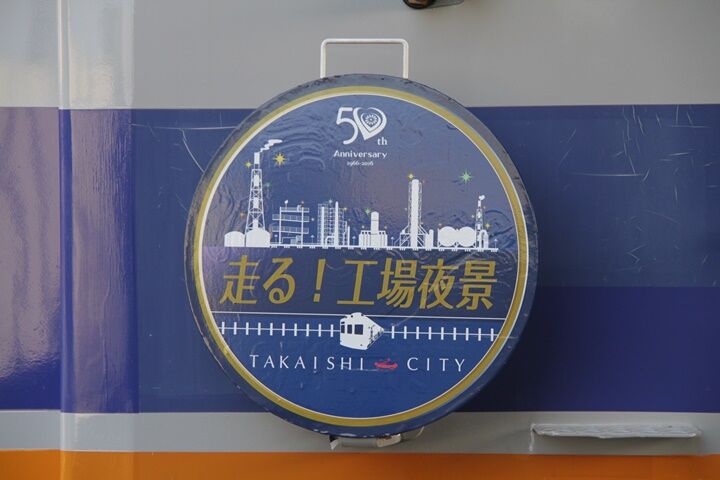 50th
Anniversary
1966-2016
走る!工場夜景
TAKAISHI CITY